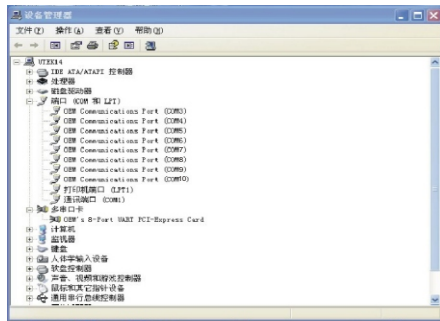 设备管理器
文件(F) 操作(A) 查看(V) 帮助(H)
UTEK14
IDE ATA/ATAPI 控制器
处理器
磁盘驱动器
端口 (COM 和 LPT)
OEM Communications Port (COM3)
OEM Communications Port (COM4)
OEM Communications Port (COM5)
OEM Communications Port (COM6)
OEM Communications Port (COM7)
OEM Communications Port (COM8)
OEM Communications Port (COM9)
OEM Communications Port (COM10)
打印机端口 (LPT1)
通讯端口 (COM1)
多串口卡
OEM's 8-Port UART PCI-Express Card
计算机
监视器
键盘
人体学输入设备
软盘控制器
声音、视频和游戏控制器
鼠标和其它指针设备
通用串行总线控制器